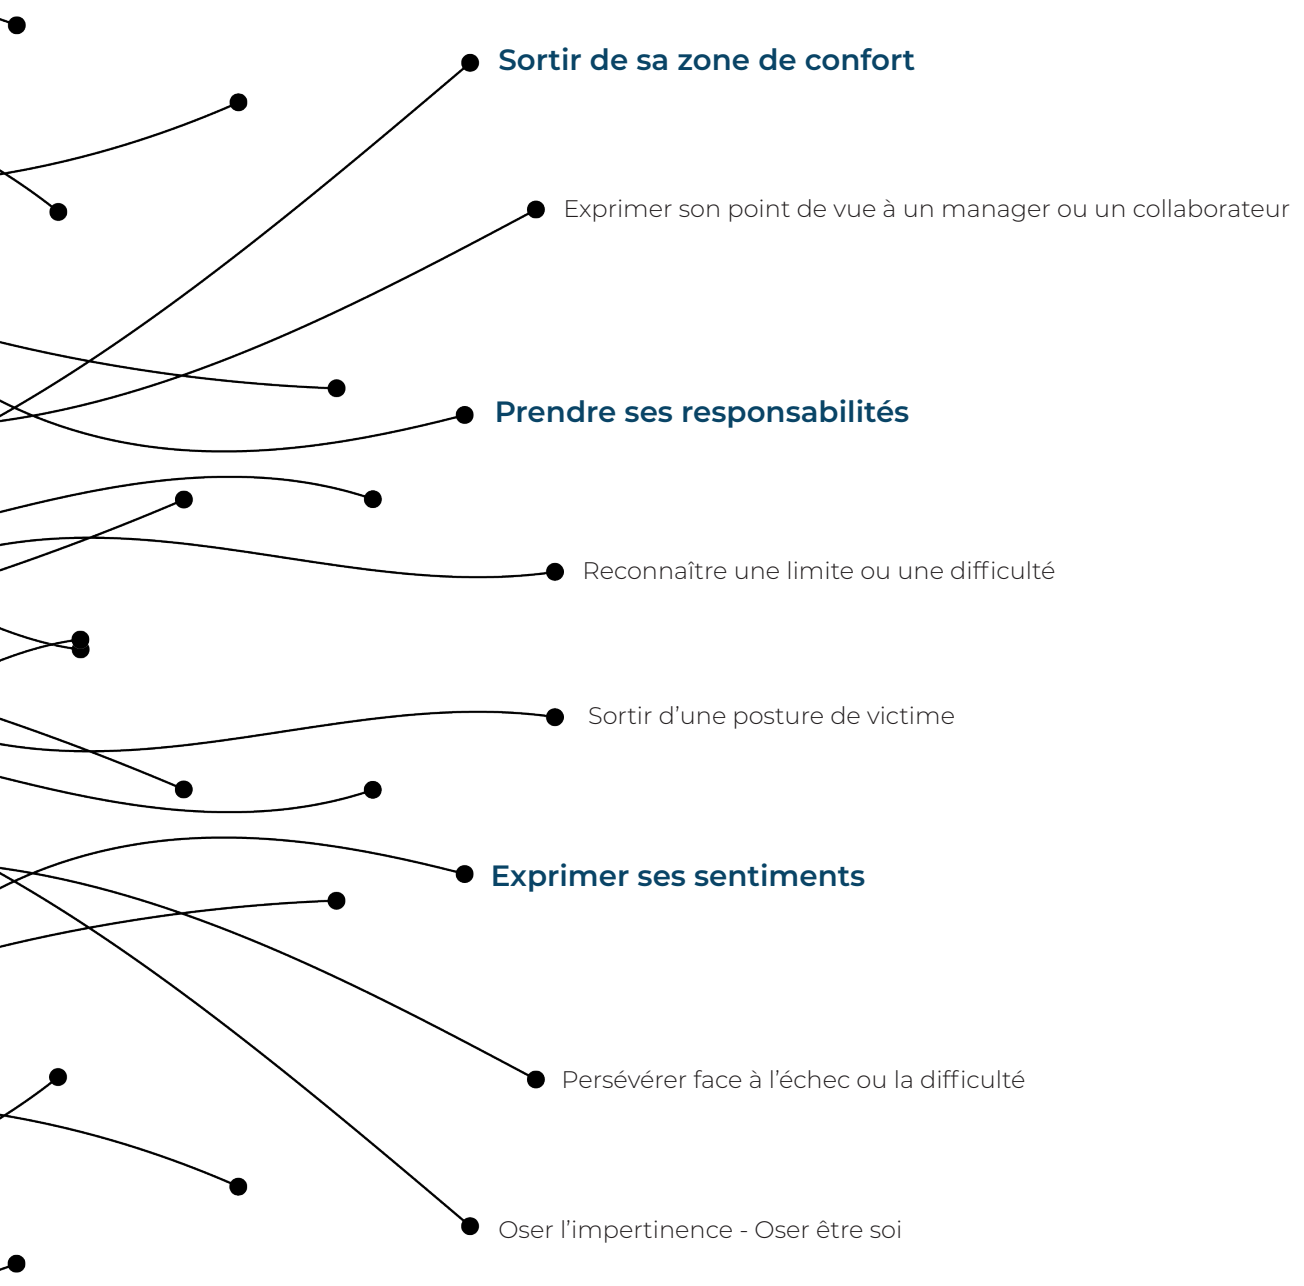 Sortir de sa zone de confort
Exprimer son point de vue à un manager ou un collaborateur
Prendre ses responsabilités
Reconnaître une limite ou une difficulté
Sortir d’une posture de victime
Exprimer ses sentiments
Persévérer face à l’échec ou la difficulté
Oser l’impertinence - Oser être soi